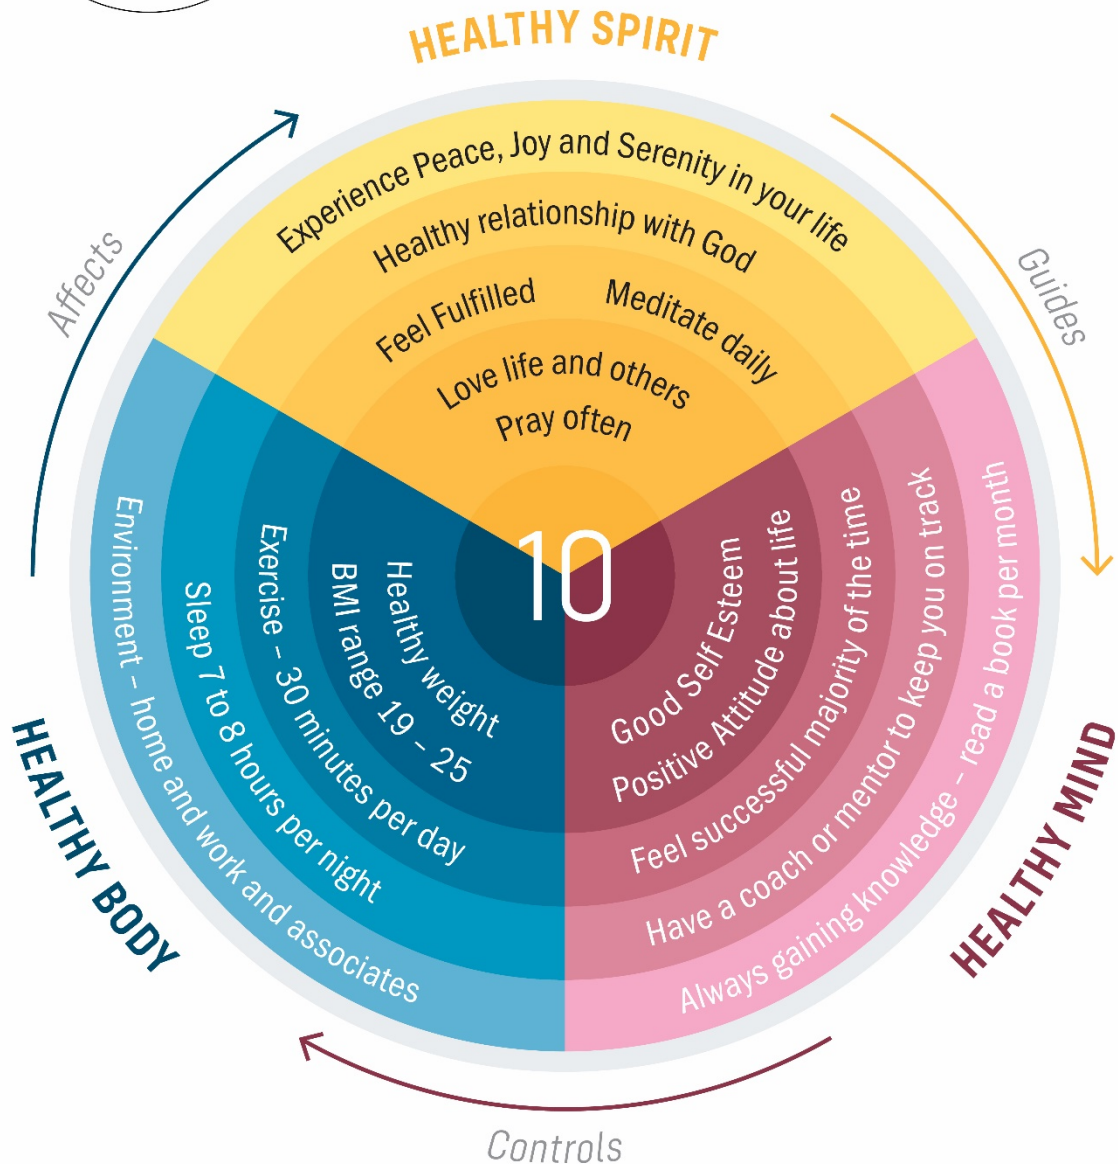 HEALTHY SPIRIT
Experience Peace, Joy and Serenity in your life
Healthy relationship with God
Feel Fulfilled
Meditate daily
Love life and others
Pray often
Affects
Guides
10
Healthy weight
BMI range 19 – 25
Exercise – 30 minutes per day
Sleep 7 to 8 hours per night
Environment – home and work and associates
HEALTHY BODY
Good Self Esteem
Positive Attitude about life
Feel successful majority of the time
Have a coach or mentor to keep you on track
Always gaining knowledge – read a book per month
HEALTHY MIND
Controls